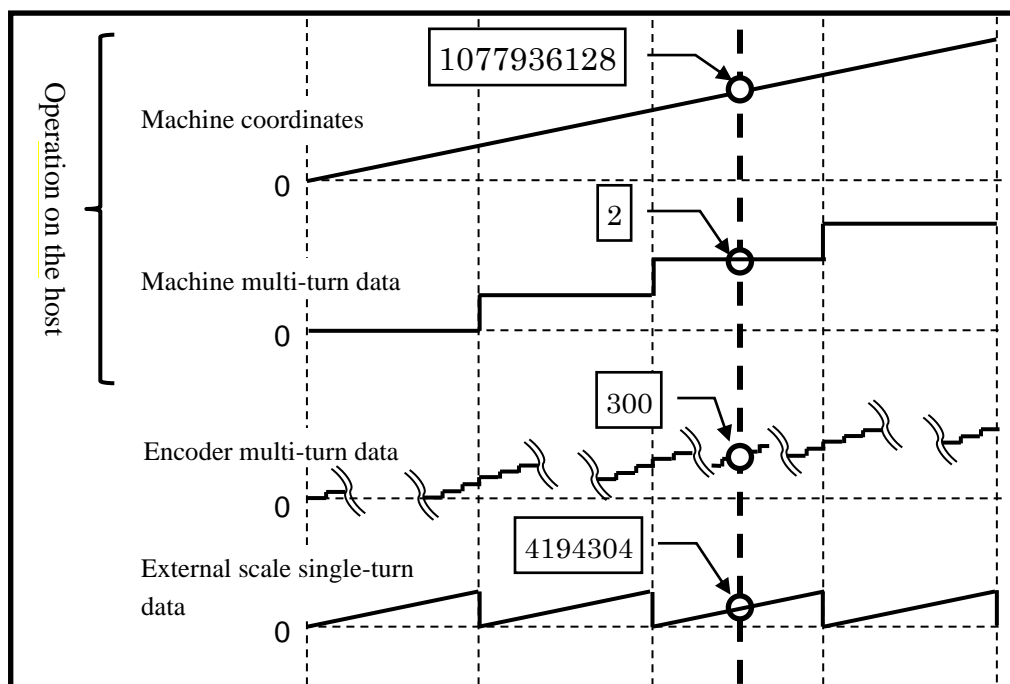 1077936128
Machine coordinates
0
2
Machine multi-turn data
0
Operation on the host
300
Encoder multi-turn data
0
4194304
External scale single-turn
data
0